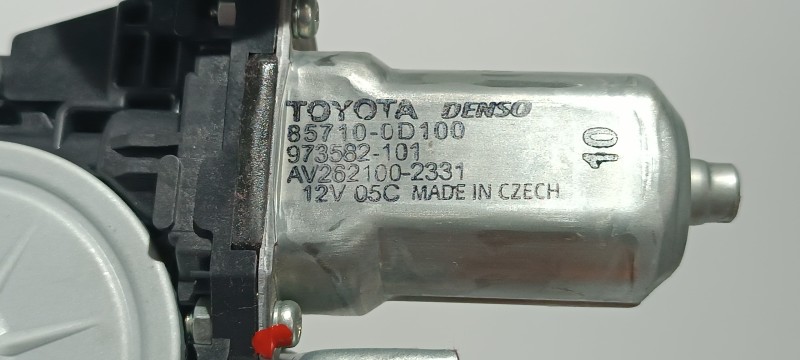 TOYOTA DENSO
85710-0D100
973582-101
AV262100-2331
12V 05C MADE IN CZECH
10